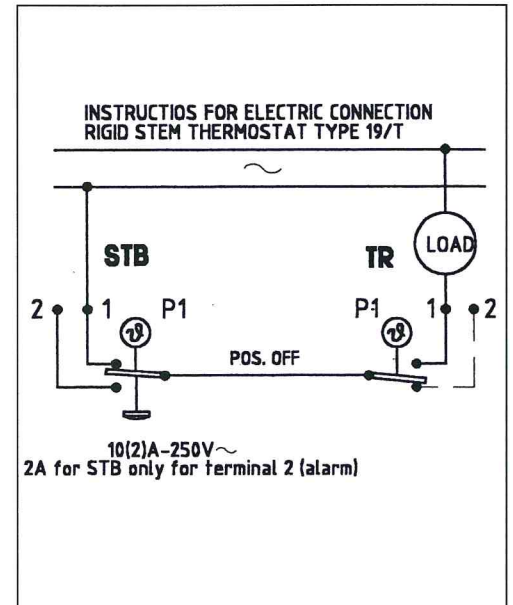 INSTRUCTIOS FOR ELECTRIC CONNECTION
RIGID STEM THERMOSTAT TYPE 19/T
∼
STB
TR
LOAD
2 1 P1
P1 1 2
ϑ
ϑ
POS. OFF
10(2)A-250V∼
2A for STB only for terminal 2 (alarm)